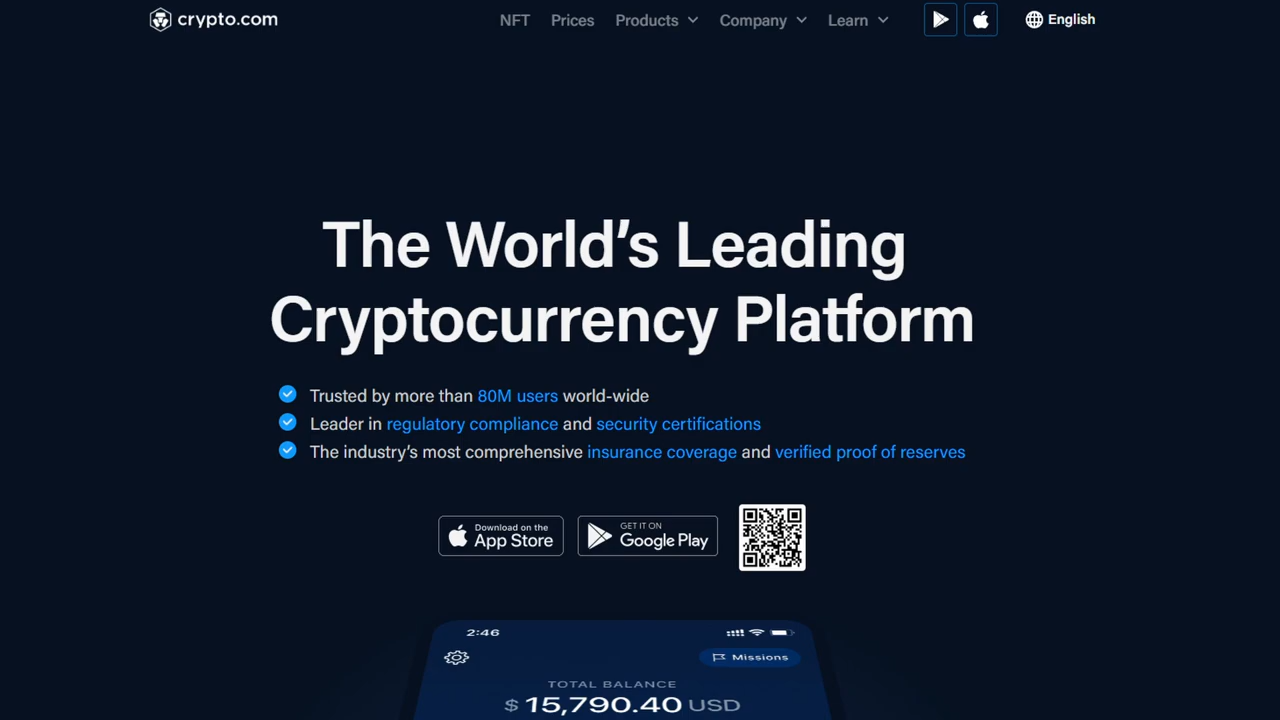 crypto.com
NFT Prices Products Company Learn English
The World’s Leading
Cryptocurrency Platform
Trusted by more than 80M users world-wide
Leader in regulatory compliance and security certifications
The industry’s most comprehensive insurance coverage and verified proof of reserves
Download on the
App Store
GET IT ON
Google Play
2:46
Missions
TOTAL BALANCE
$ 15,790.40 USD